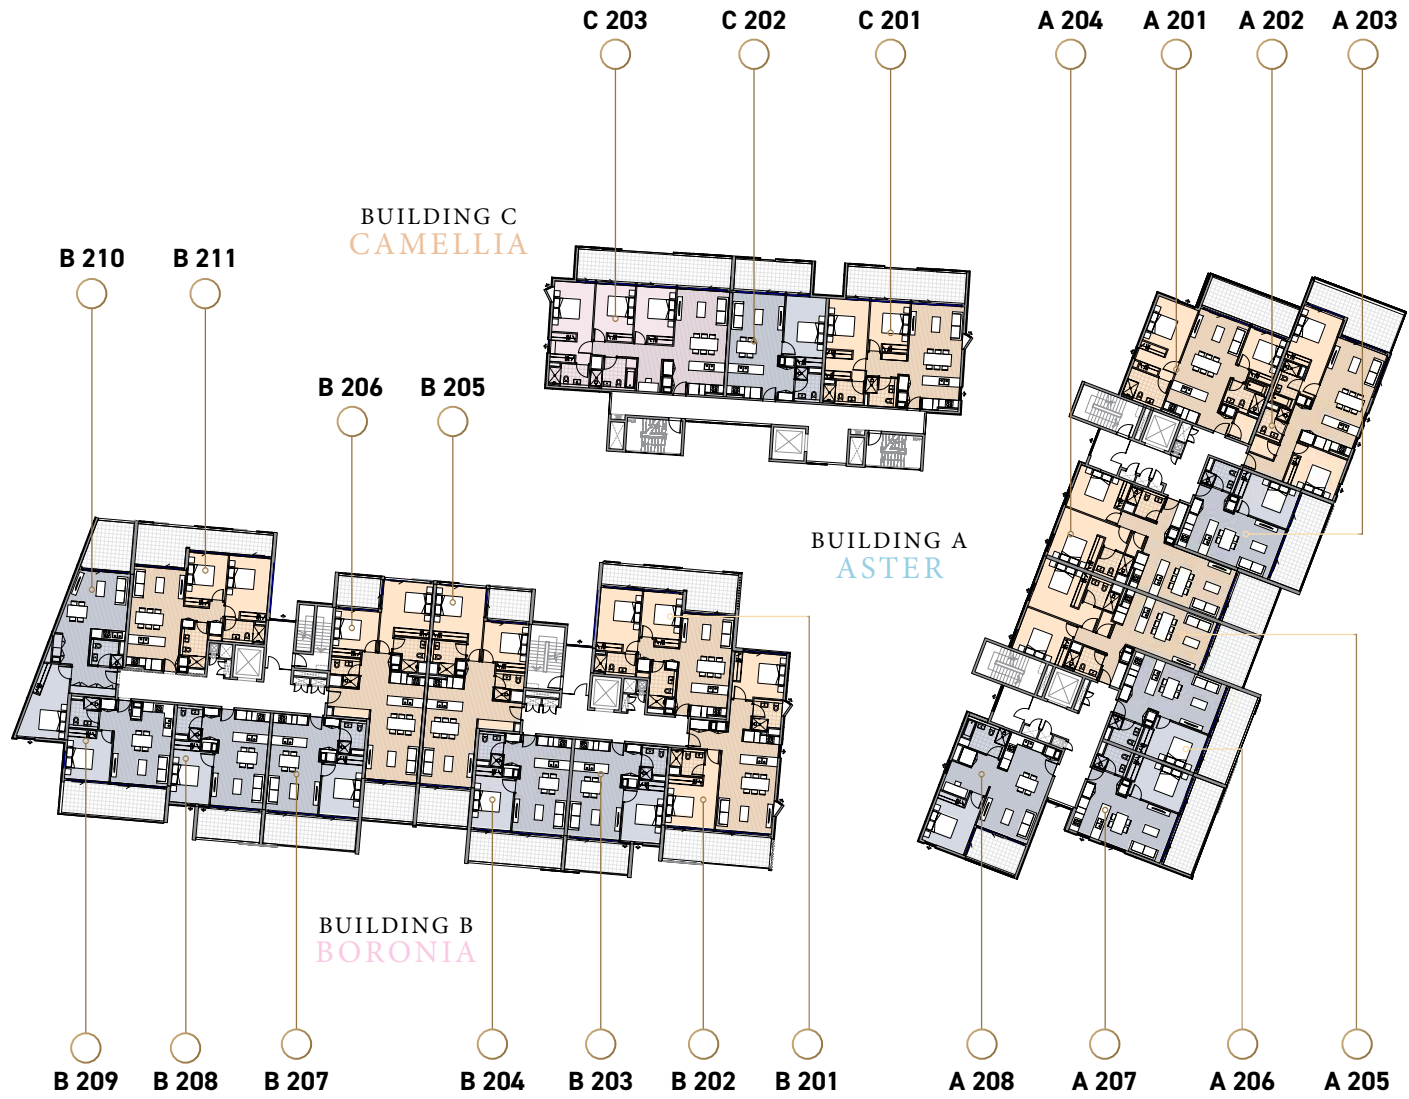 C 203
C 202
C 201
A 204
A 201
A 202
A 203
BUILDING C
CAMELLIA
B 210
B 211
B 206
B 205
BUILDING A
ASTER
BUILDING B
BORONIA
B 209
B 208
B 207
B 204
B 203
B 202
B 201
A 208
A 207
A 206
A 205